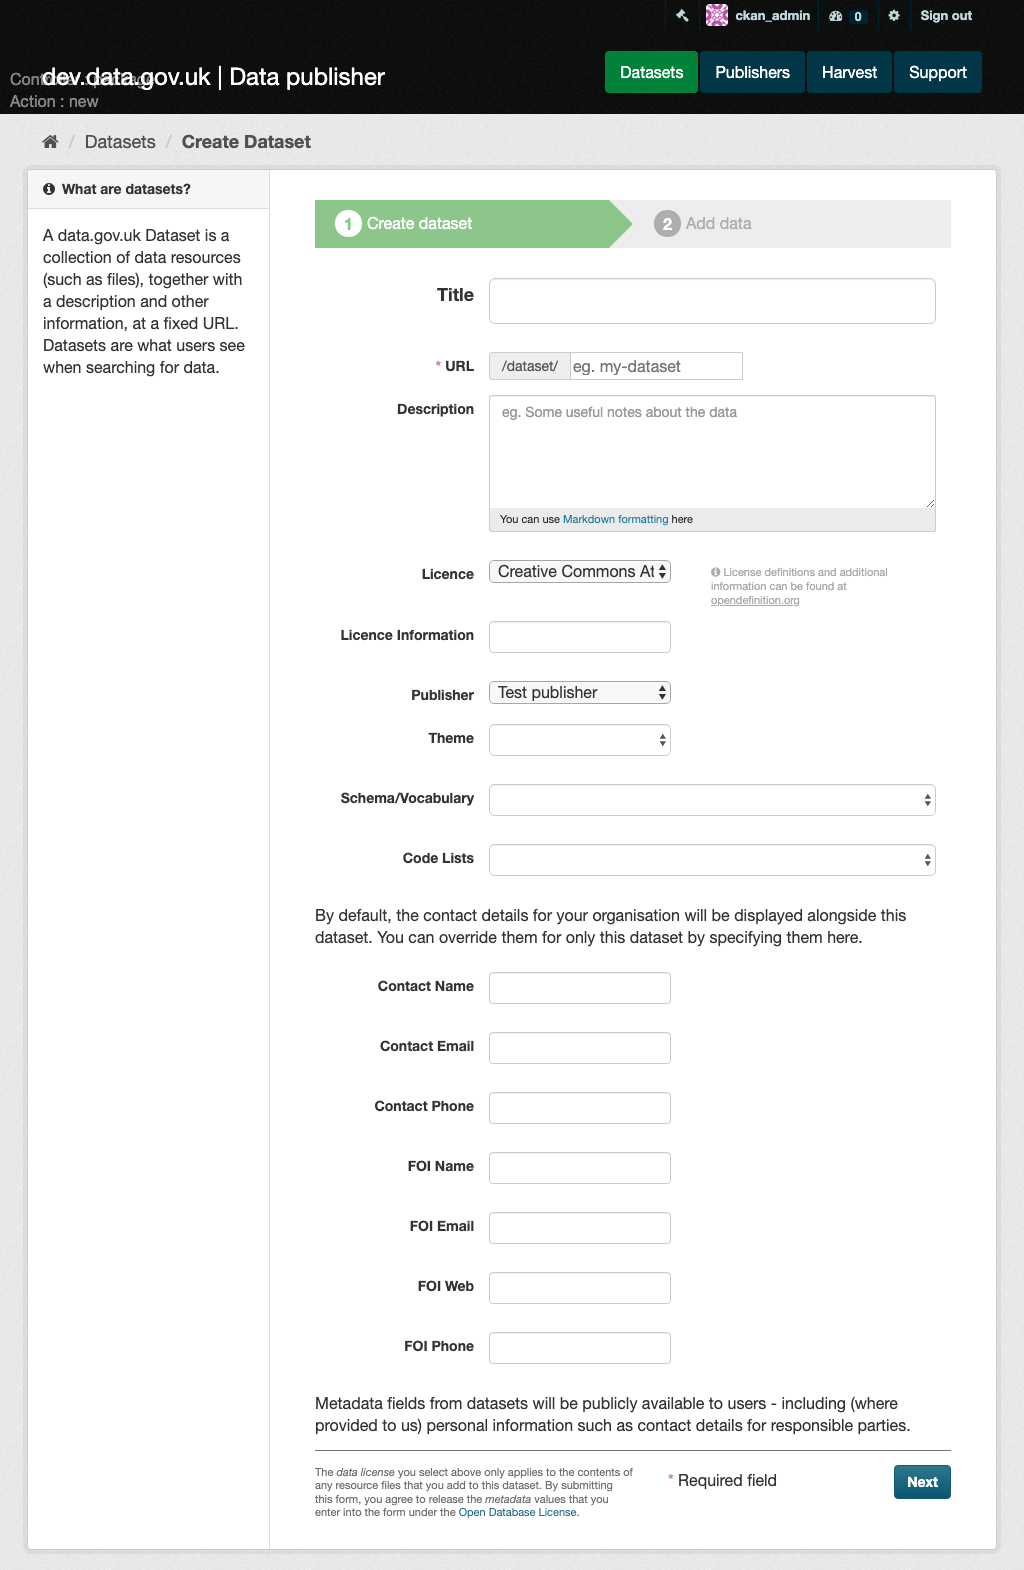 ckan_admin
0
Sign out
dev.data.gov.uk | Data publisher
Action : new
Datasets
Publishers
Harvest
Support
/ Datasets / Create Dataset
What are datasets?
A data.gov.uk Dataset is a
collection of data resources
(such as files), together with
a description and other
information, at a fixed URL.
Datasets are what users see
when searching for data.
1 Create dataset
2 Add data
Title
* URL
/dataset/
eg. my-dataset
Description
eg. Some useful notes about the data
You can use Markdown formatting here
Licence
Creative Commons At
License definitions and additional
information can be found at
opendefinition.org
Licence Information
Publisher
Test publisher
Theme
Schema/Vocabulary
Code Lists
By default, the contact details for your organisation will be displayed alongside this
dataset. You can override them for only this dataset by specifying them here.
Contact Name
Contact Email
Contact Phone
FOI Name
FOI Email
FOI Web
FOI Phone
Metadata fields from datasets will be publicly available to users - including (where
provided to us) personal information such as contact details for responsible parties.
The data license you select above only applies to the contents of
any resource files that you add to this dataset. By submitting
this form, you agree to release the metadata values that you
enter into the form under the Open Database License.
* Required field
Next